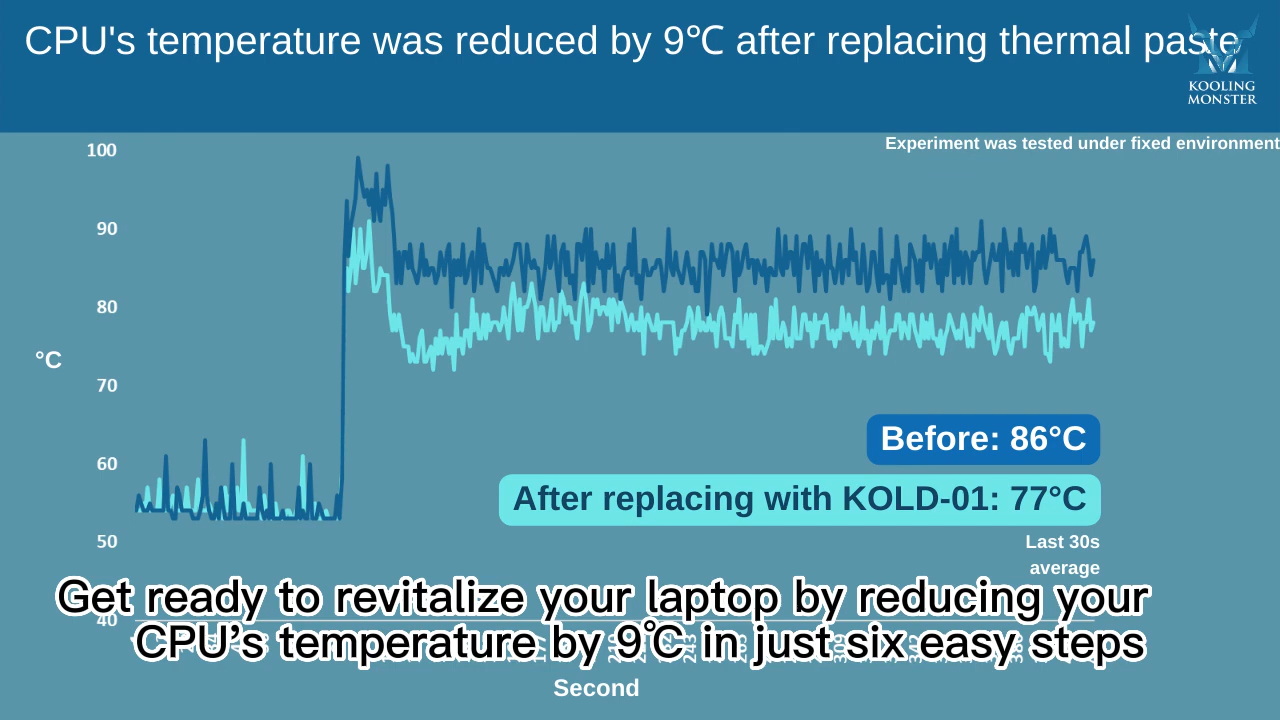 CPU's temperature was reduced by 9℃ after replacing thermal paste
KOOLING
MONSTER
Experiment was tested under fixed environment
100
90
80
70
60
50
40
°C
Before: 86°C
After replacing with KOLD-01: 77°C
Last 30s
average
Get ready to revitalize your laptop by reducing your
CPU’s temperature by 9℃ in just six easy steps
Second